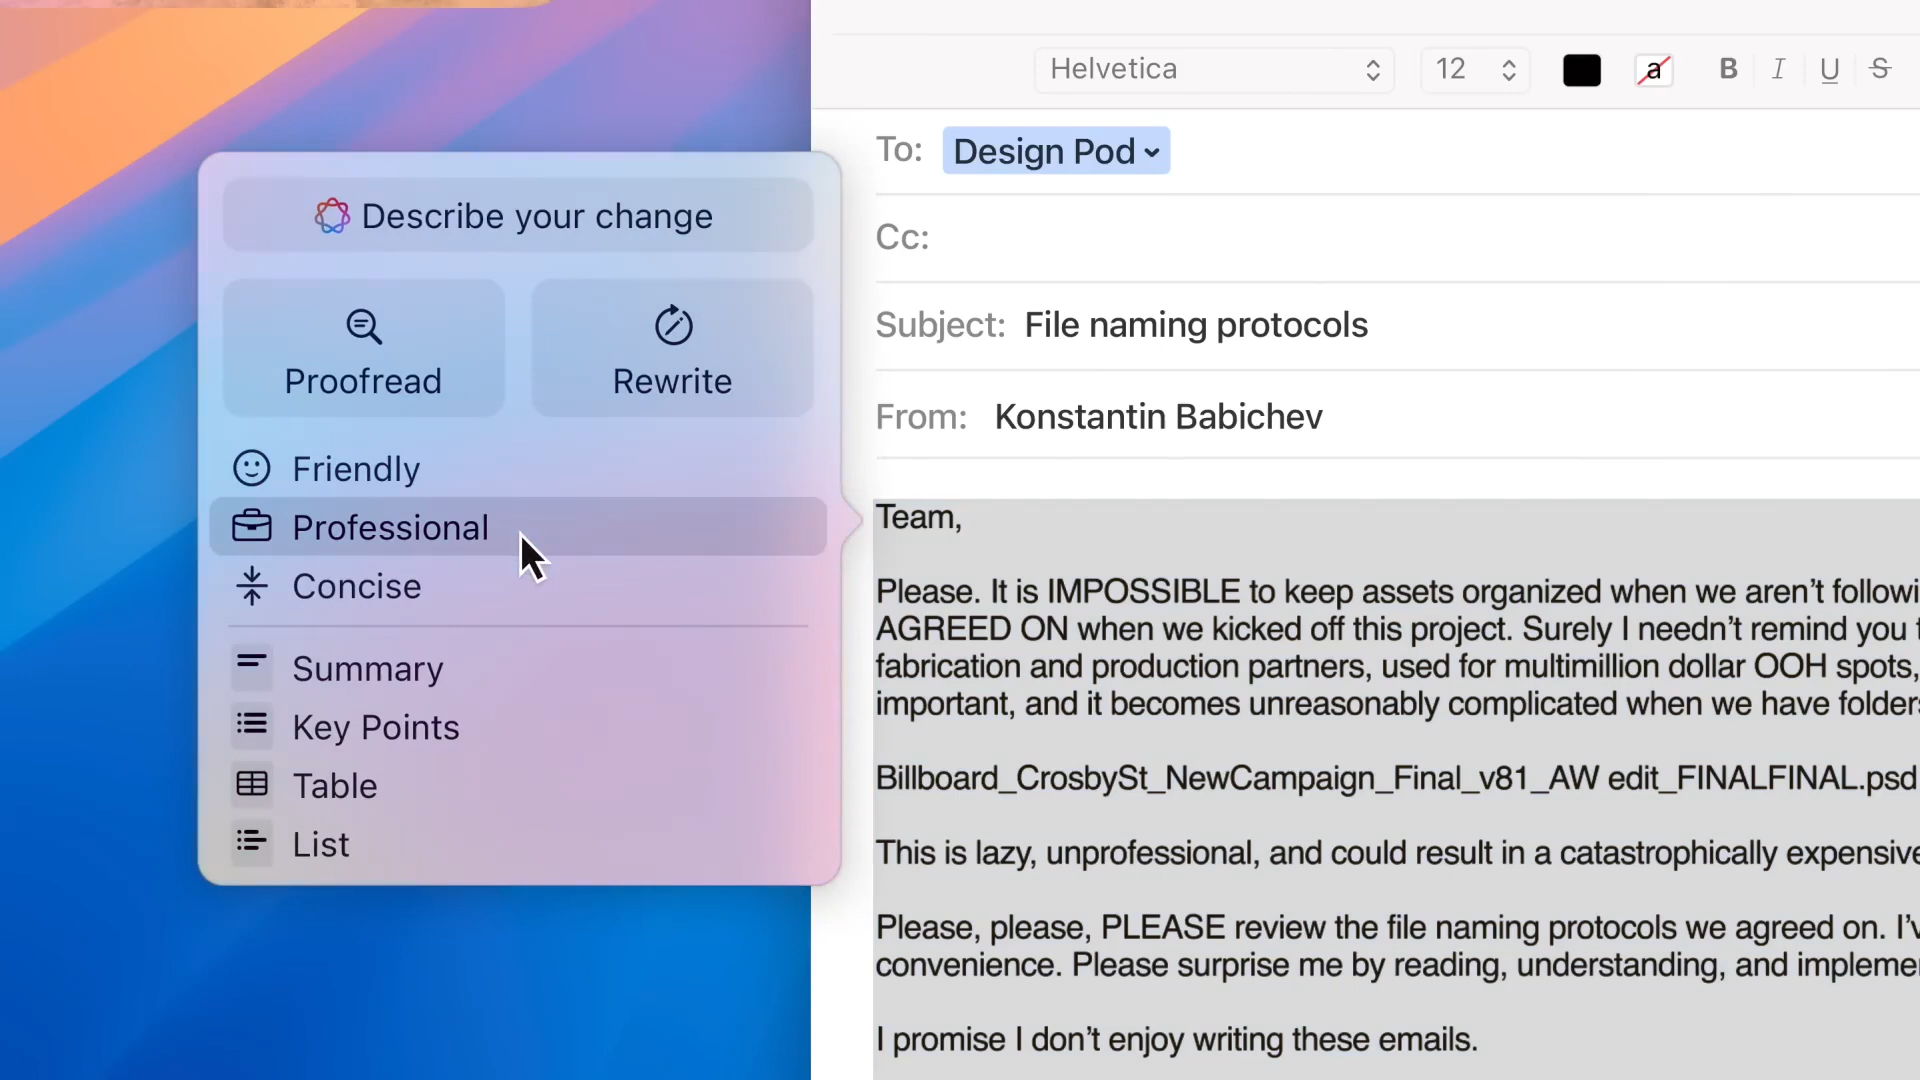 Helvetica
12
a
B I U S
To: Design Pod
Cc:
Subject: File naming protocols
From: Konstantin Babichev
Describe your change
Proofread
Rewrite
Friendly
Professional
Concise
Summary
Key Points
Table
List
Team,
Please. It is IMPOSSIBLE to keep assets organized when we aren’t
AGREED ON when we kicked off this project. Surely I needn’t remind you
fabrication and production partners, used for multimillion dollar OOH spots,
important, and it becomes unreasonably complicated when we have
Billboard_CrosbySt_NewCampaign_Final_v81_AW edit_FINALFINAL.psd
This is lazy, unprofessional, and could result in a catastrophically
Please, please, PLEASE review the file naming protocols we agreed on.
convenience. Please surprise me by reading, understanding, and
I promise I don’t enjoy writing these emails.